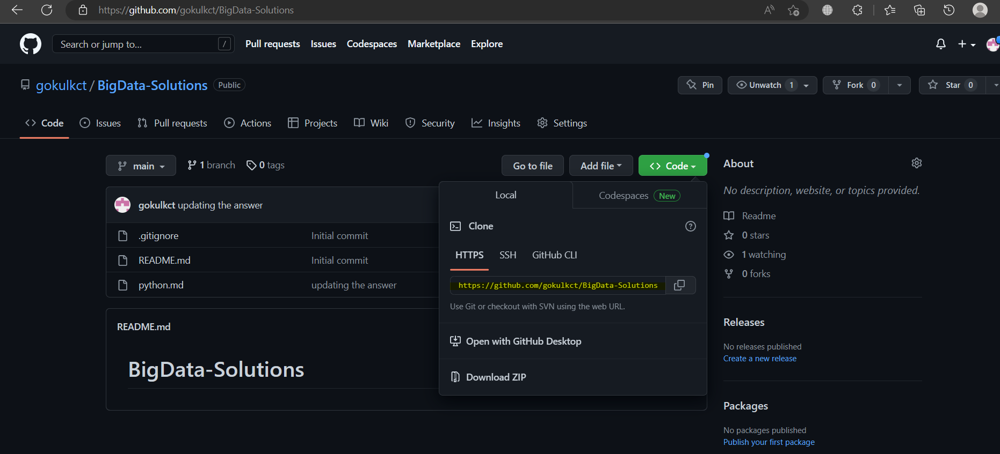 https://github.com/gokulkct/BigData-Solutions
Search or jump to... /
Pull requests Issues Codespaces Marketplace Explore
gokulkct / BigData-Solutions Public
Pin Unwatch 1 Fork 0 Star 0
Code Issues Pull requests Actions Projects Wiki Security Insights Settings
main 1 branch 0 tags Go to file Add file Code
gokulkct updating the answer
.gitignore Initial commit
README.md Initial commit
python.md updating the answer
README.md
BigData-Solutions
Local Codespaces New
Clone
HTTPS SSH GitHub CLI
https://github.com/gokulkct/BigData-Solutions
Use Git or checkout with SVN using the web URL.
Open with GitHub Desktop
Download ZIP
About
No description, website, or topics provided.
Readme
0 stars
1 watching
0 forks
Releases
No releases published
Create a new release
Packages
No packages published
Publish your first package